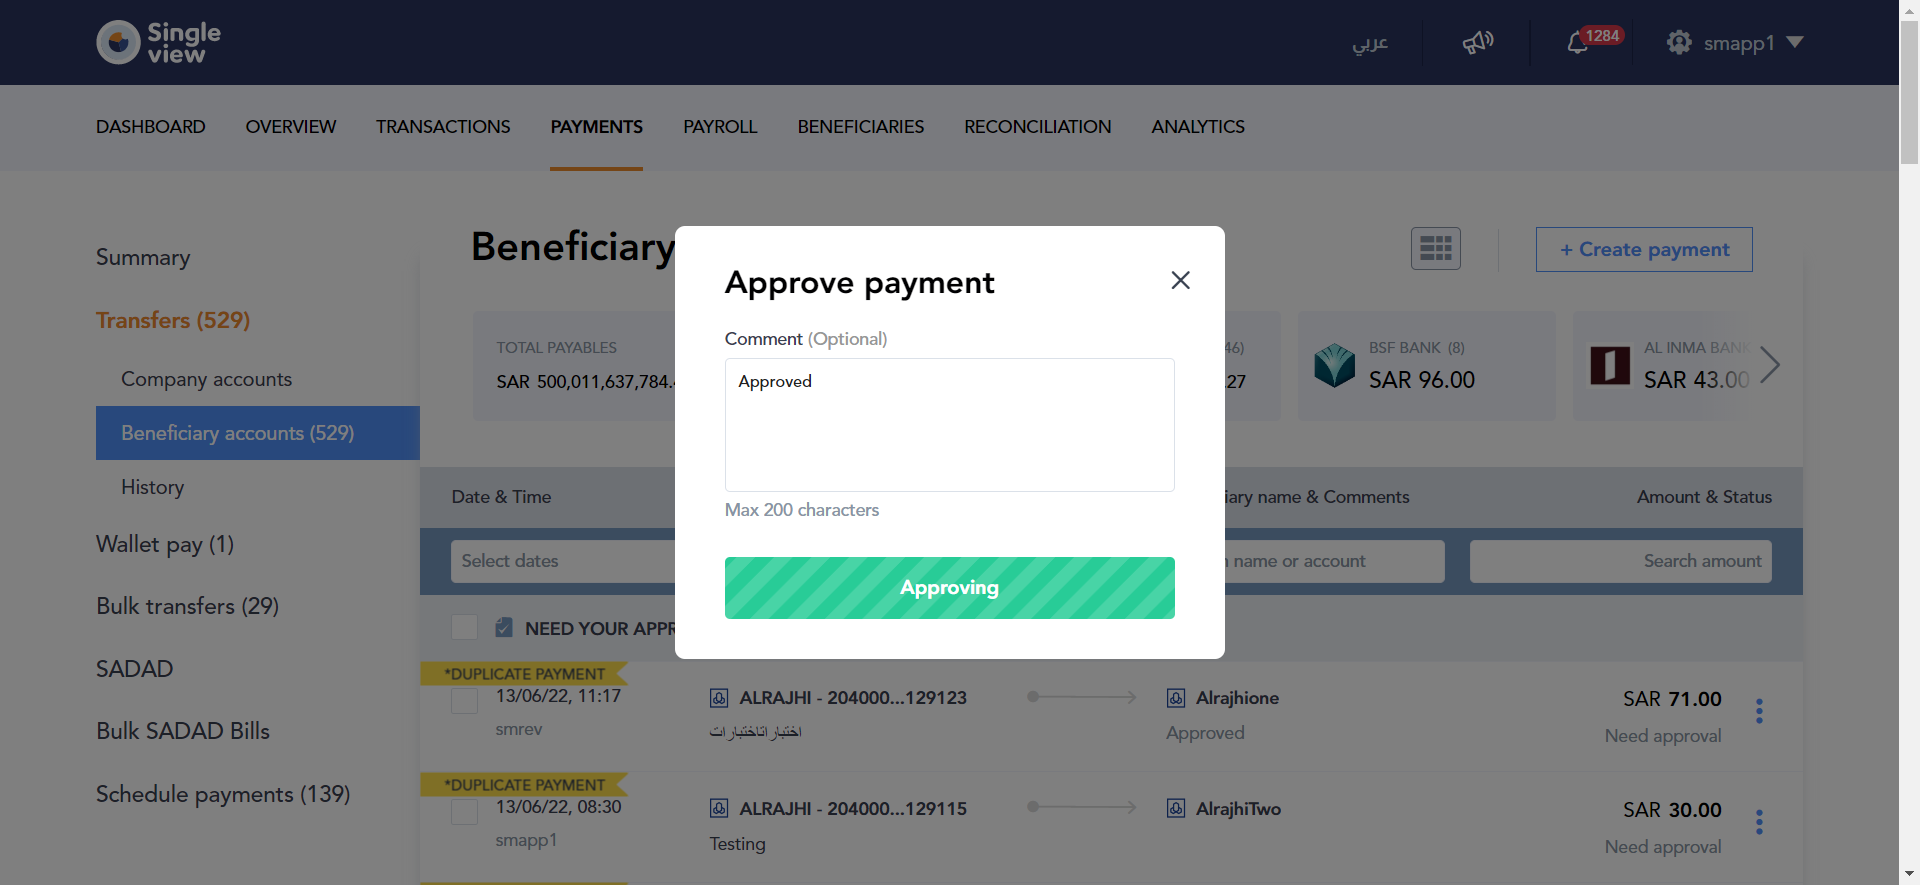 Single
view
عربي
1284
smapp1
DASHBOARD
OVERVIEW
TRANSACTIONS
PAYMENTS
PAYROLL
BENEFICIARIES
RECONCILIATION
ANALYTICS
Summary
Transfers (529)
Company accounts
Beneficiary accounts (529)
History
Wallet pay (1)
Bulk transfers (29)
SADAD
Bulk SADAD Bills
Schedule payments (139)
Beneficiary
+ Create payment
TOTAL PAYABLES
SAR 500,011,637,784.
46)
.27
BSF BANK (8)
SAR 96.00
AL INMA BANK
SAR 43.00
Approve payment
Comment (Optional)
Approved
Max 200 characters
Approving
Date & Time
iary name & Comments
Amount & Status
Select dates
name or account
Search amount
NEED YOUR APPR
*DUPLICATE PAYMENT
13/06/22, 11:17
ALRAJHI - 204000...129123
Alrajhione
SAR 71.00
smrev
اختباراتاختبارات
Approved
Need approval
*DUPLICATE PAYMENT
13/06/22, 08:30
ALRAJHI - 204000...129115
AlrajhiTwo
SAR 30.00
smapp1
Testing
Need approval